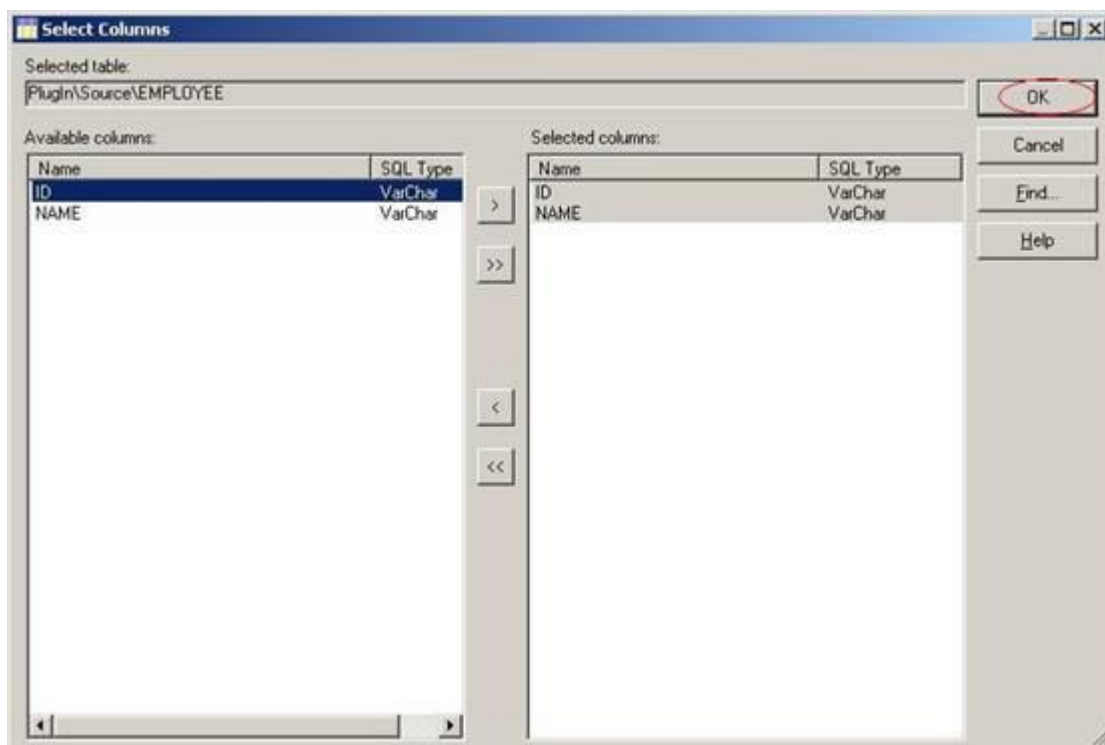 Select Columns
Selected table:
PlugIn\Source\EMPLOYEE
OK
Available columns:
Selected columns:
Cancel
Name SQL Type
Name SQL Type
ID VarChar
ID VarChar
Find...
NAME VarChar
>
NAME VarChar
Help
>>
<
<<